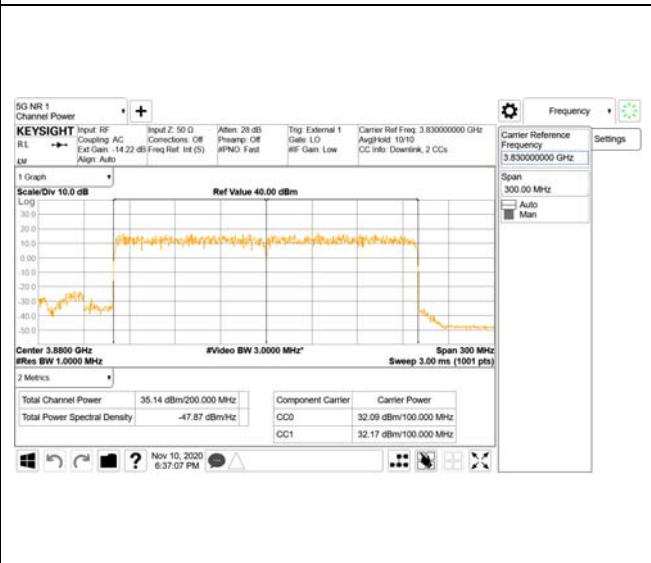 5G NR 1
Channel Power
Frequency
KEYSIGHT
Input: RF
Input Z: 50 Ω
Atten: 28 dB
Trig: External 1
Carrier Ref Freq: 3.830000000 GHz
RL
Coupling: AC
Corrections: Off
Preamp: Off
Gate: LO
Avg|Hold: 10/10
Ext Gain: -14.22 dB
Freq Ref: Int (S)
#PNO: Fast
#IF Gain: Low
CC Info: Downlink, 2 CCs
Align: Auto
Carrier Reference
Frequency
3.830000000 GHz
Settings
Span
300.00 MHz
Auto
Man
1 Graph
Scale/Div 10.0 dB
Ref Value 40.00 dBm
Log
30.0
20.0
10.0
0.00
-10.0
-20.0
-30.0
-40.0
-50.0
Center 3.8800 GHz
#Video BW 3.0000 MHz*
Span 300 MHz
#Res BW 1.0000 MHz
Sweep 3.00 ms (1001 pts)
2 Metrics
Total Channel Power
35.14 dBm/200.000 MHz
Total Power Spectral Density
-47.87 dBm/Hz
Component Carrier
Carrier Power
CC0
32.09 dBm/100.000 MHz
CC1
32.17 dBm/100.000 MHz
Nov 10, 2020
6:37:07 PM